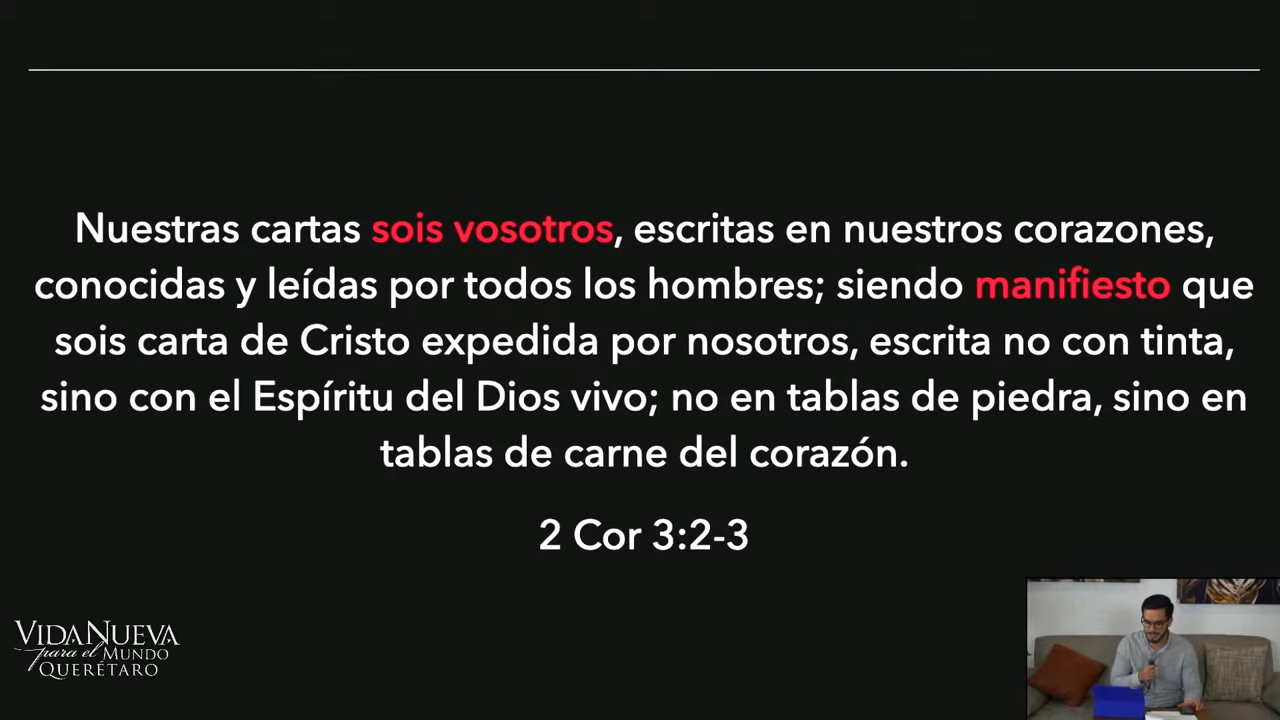 Nuestras cartas sois vosotros, escritas en nuestros corazones,
conocidas y leídas por todos los hombres; siendo manifiesto que
sois carta de Cristo expedida por nosotros, escrita no con tinta,
sino con el Espíritu del Dios vivo; no en tablas de piedra, sino en
tablas de carne del corazón.
2 Cor 3:2-3
VIDA NUEVA
para el MUNDO
QUERÉTARO